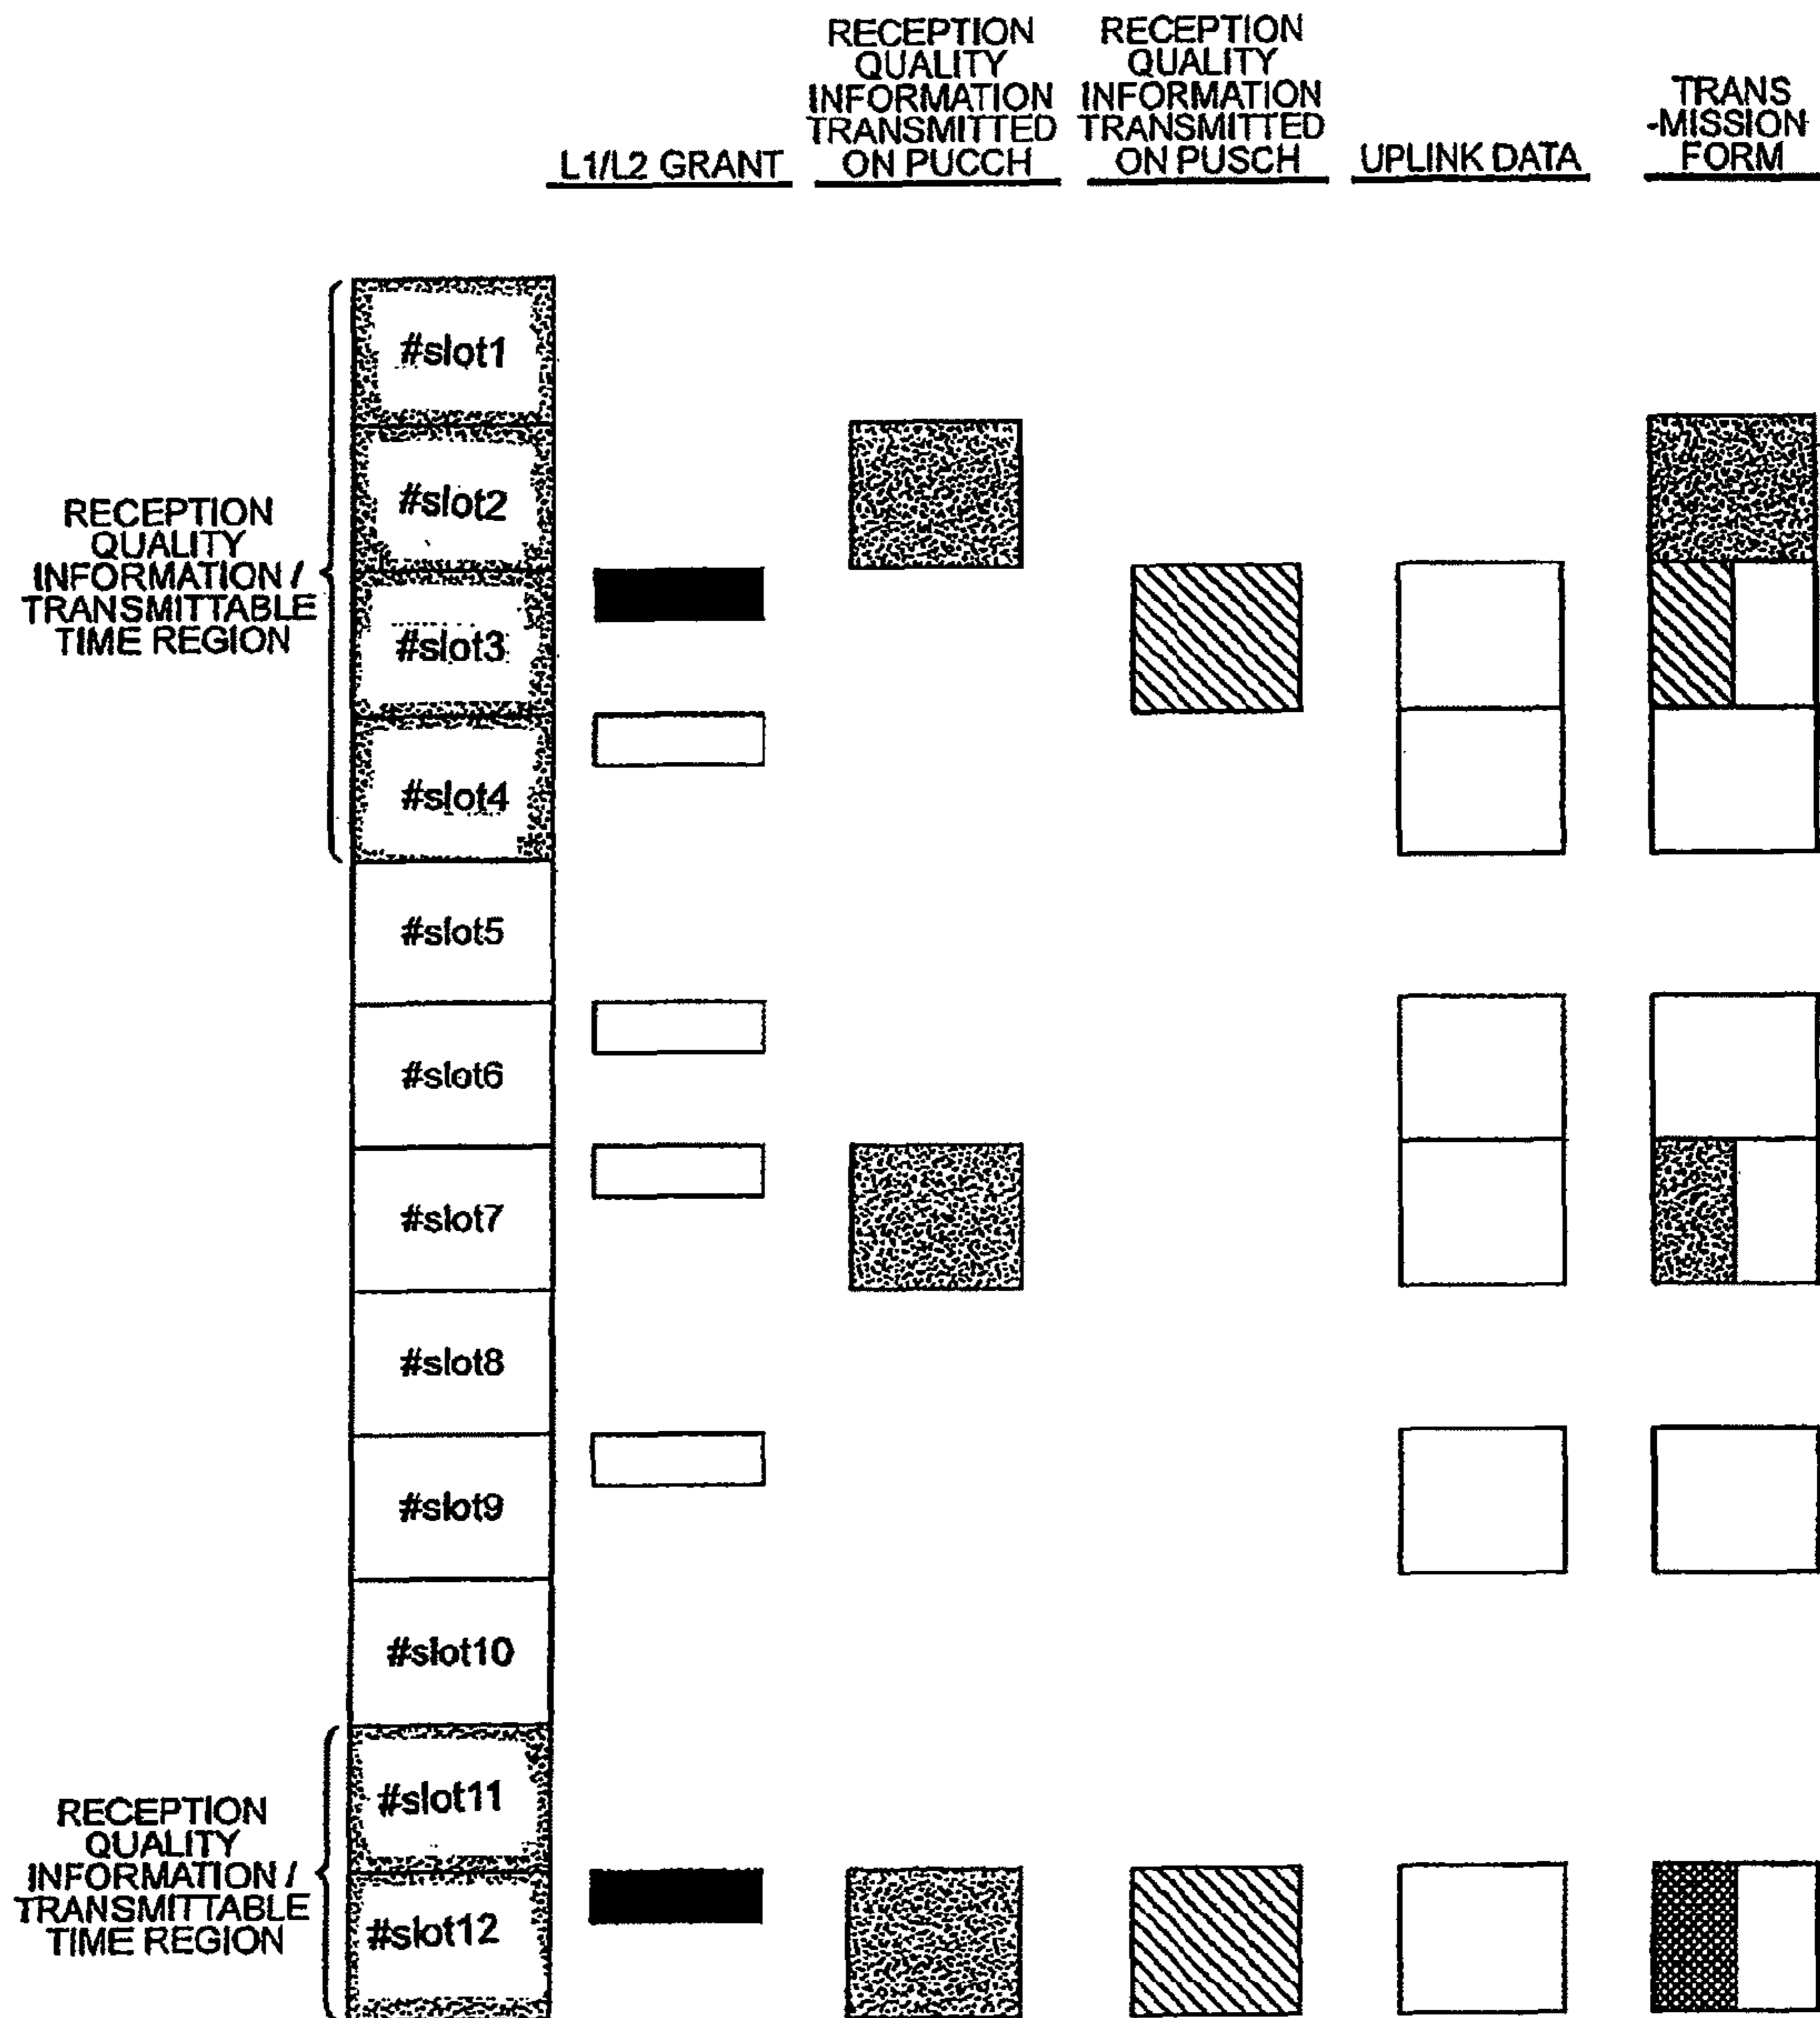 RECEPTION
QUALITY
INFORMATION
TRANSMITTED
ON PUCCH
RECEPTION
QUALITY
INFORMATION
TRANSMITTED
ON PUSCH
TRANS
-MISSION
FORM
L1/L2 GRANT
UPLINK DATA
#slot1
#slot2
RECEPTION
QUALITY
INFORMATION /
TRANSMITTABLE
TIME REGION
#slot3
#slot4
#slot5
#slot6
#slot7
#slot8
#slot9
#slot10
#slot11
RECEPTION
QUALITY
INFORMATION /
TRANSMITTABLE
TIME REGION
#slot12